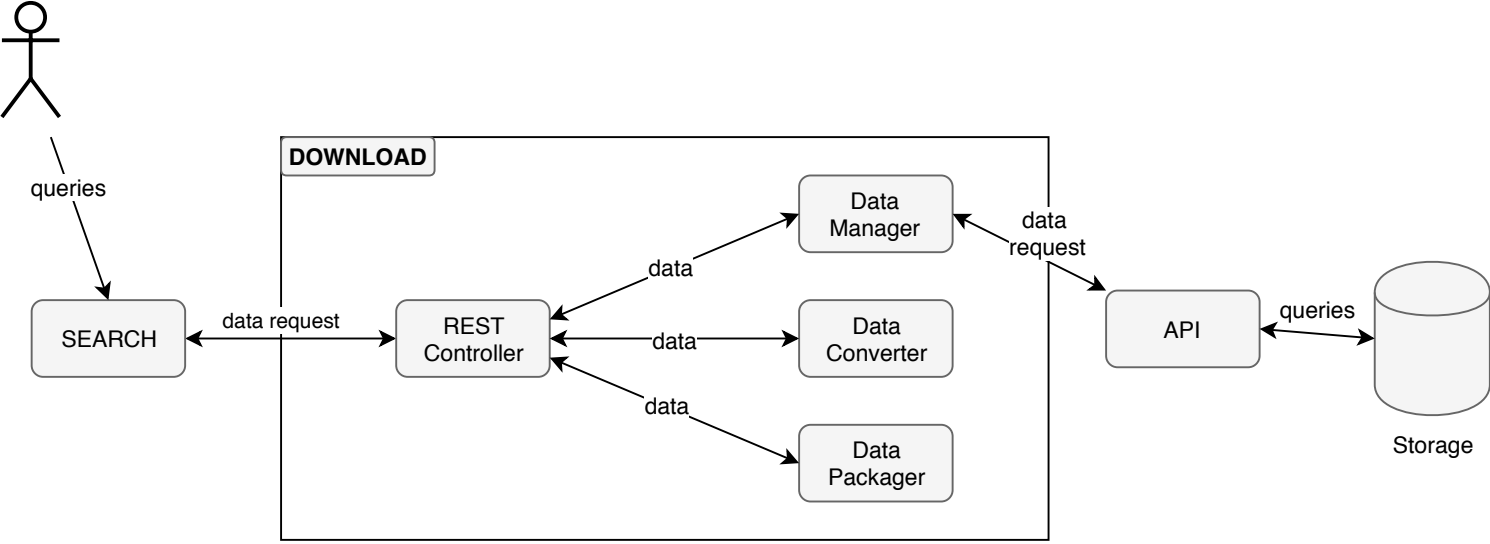 DOWNLOAD
queries
SEARCH
data request
REST
Controller
data
data
data
Data
Manager
Data
Converter
Data
Packager
data
request
API
queries
Storage